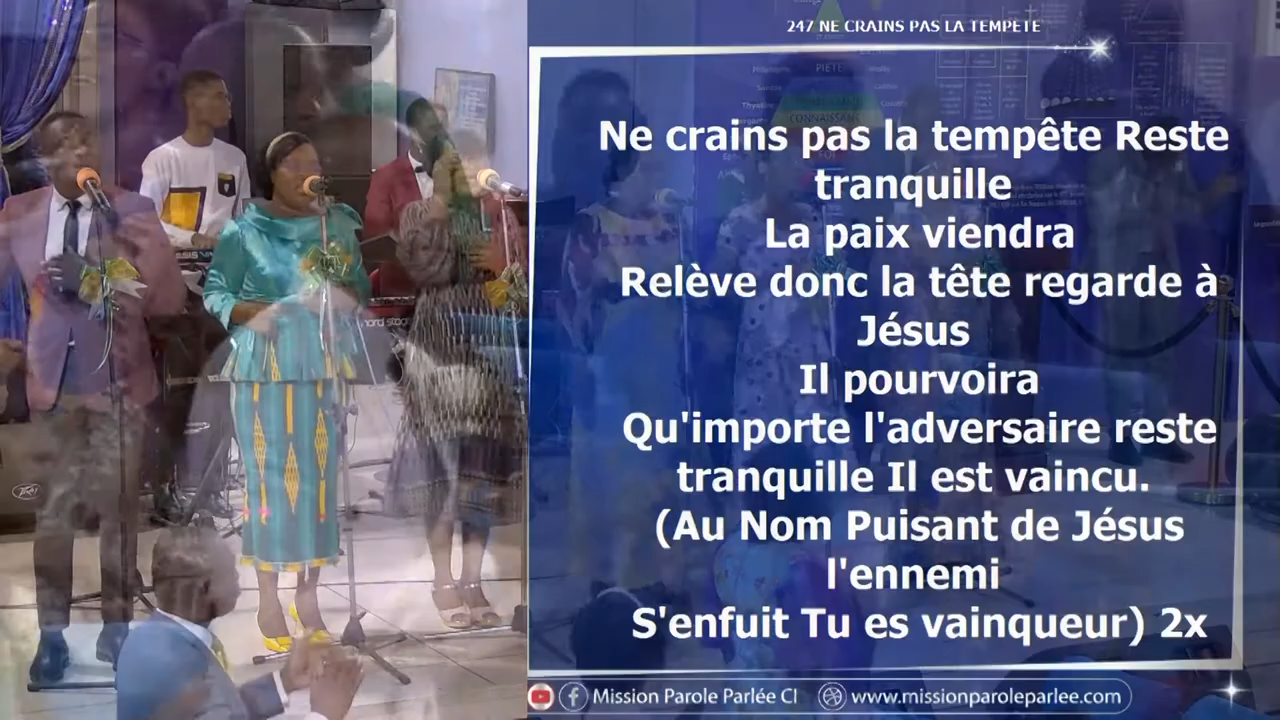 247 NE CRAINS PAS LA TEMPETE
PIETE
CONNAISSANCE
Ne crains pas la tempête Reste
tranquille
La paix viendra
Relève donc la tête regarde à
Jésus
Il pourvoira
Qu'importe l'adversaire reste
tranquille Il est vaincu.
(Au Nom Puisant de Jésus
l'ennemi
S'enfuit Tu es vainqueur) 2x
Mission Parole Parlée CI
www.missionparoleparlee.com